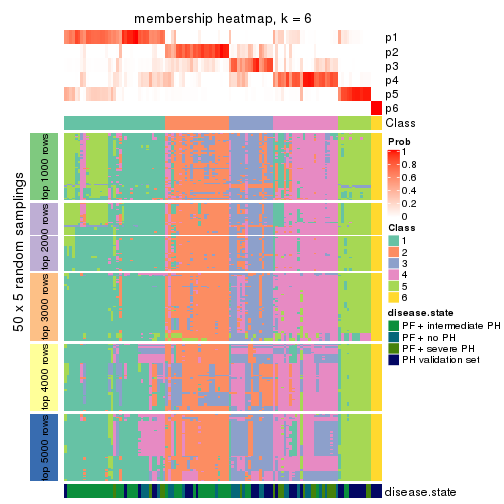 membership heatmap, k = 6
p1
p2
p3
p4
p5
p6
Class
50 x 5 random samplings
top 1000 rows
top 2000 rows
top 3000 rows
top 4000 rows
top 5000 rows
Prob
1
0.8
0.6
0.4
0.2
0
Class
1
2
3
4
5
6
disease.state
PF+ intermediate PH
PF+ no PH
PF+ severe PH
PH validation set
disease.state